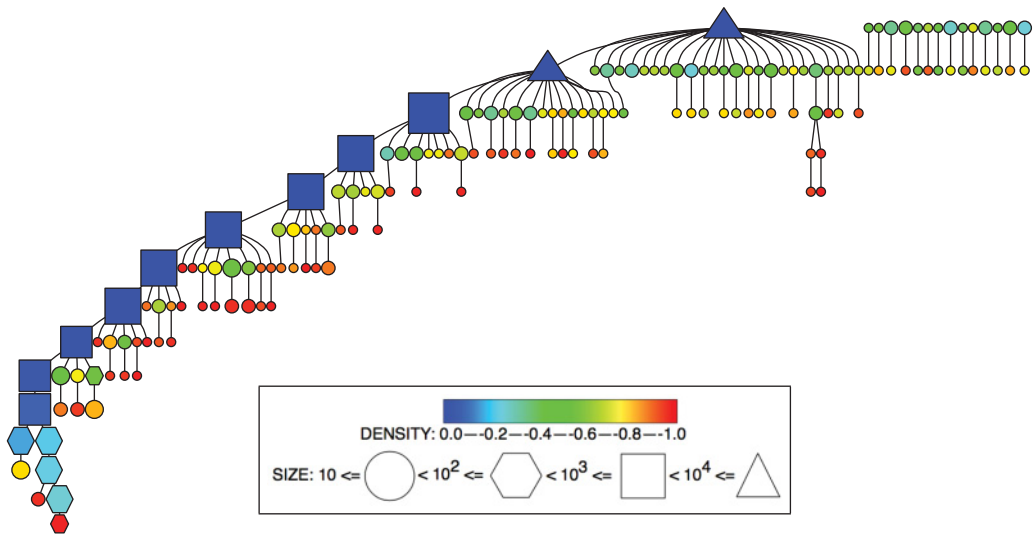 DENSITY: 0.0—-0.2—-0.4—-0.6—-0.8—-1.0
SIZE: 10 <= < 10² <= < 10³ <= < 10⁴ <=